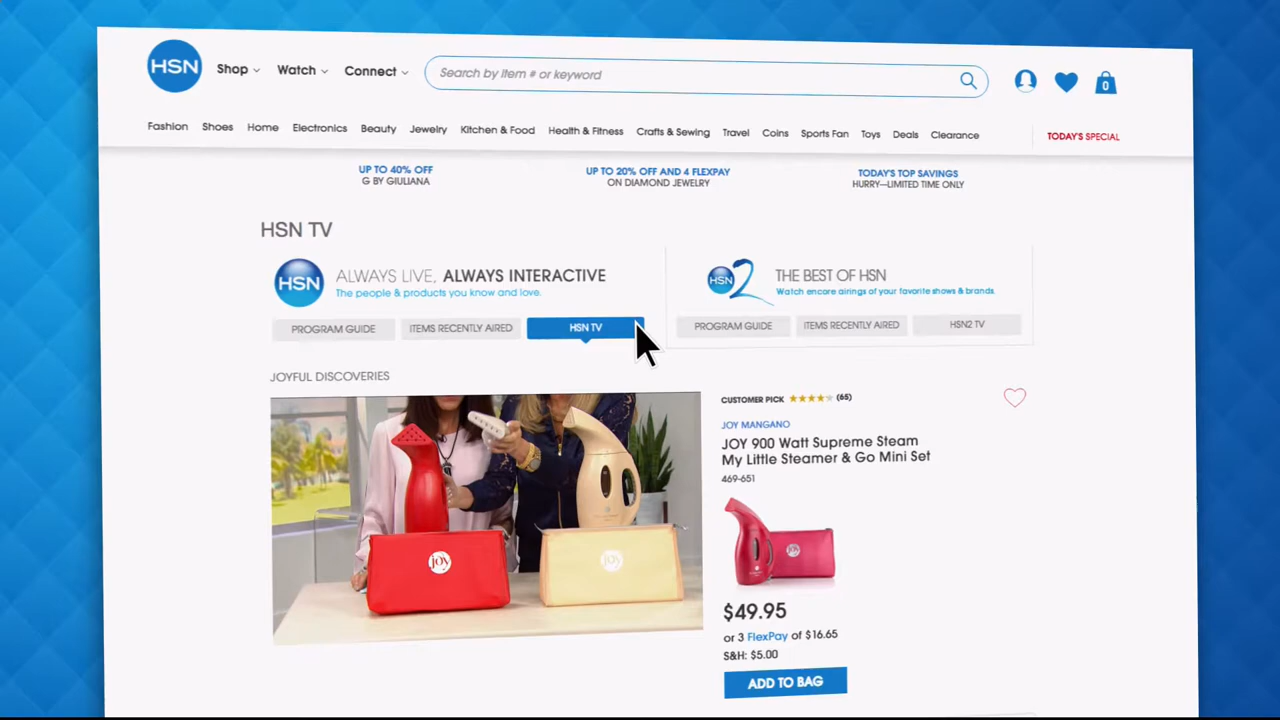 HSN
Shop
Watch
Connect
Search by item # or keyword
0
Fashion
Shoes
Home
Electronics
Beauty
Jewelry
Kitchen & Food
Health & Fitness
Crafts & Sewing
Travel
Coins
Sports Fan
Toys
Deals
Clearance
TODAY'S SPECIAL
UP TO 40% OFF
G BY GIULIANA
UP TO 20% OFF AND 4 FLEXPAY
ON DIAMOND JEWELRY
TODAY'S TOP SAVINGS
HURRY—LIMITED TIME ONLY
HSN TV
HSN
ALWAYS LIVE, ALWAYS INTERACTIVE
The people & products you know and love.
PROGRAM GUIDE
ITEMS RECENTLY AIRED
HSN TV
HSN2
THE BEST OF HSN
Watch encore airings of your favorite shows & brands.
PROGRAM GUIDE
ITEMS RECENTLY AIRED
HSN2 TV
JOYFUL DISCOVERIES
joy
joy
CUSTOMER PICK
(65)
JOY MANGANO
JOY 900 Watt Supreme Steam
My Little Steamer & Go Mini Set
469-651
joy
$49.95
or 3 FlexPay of $16.65
S&H: $5.00
ADD TO BAG